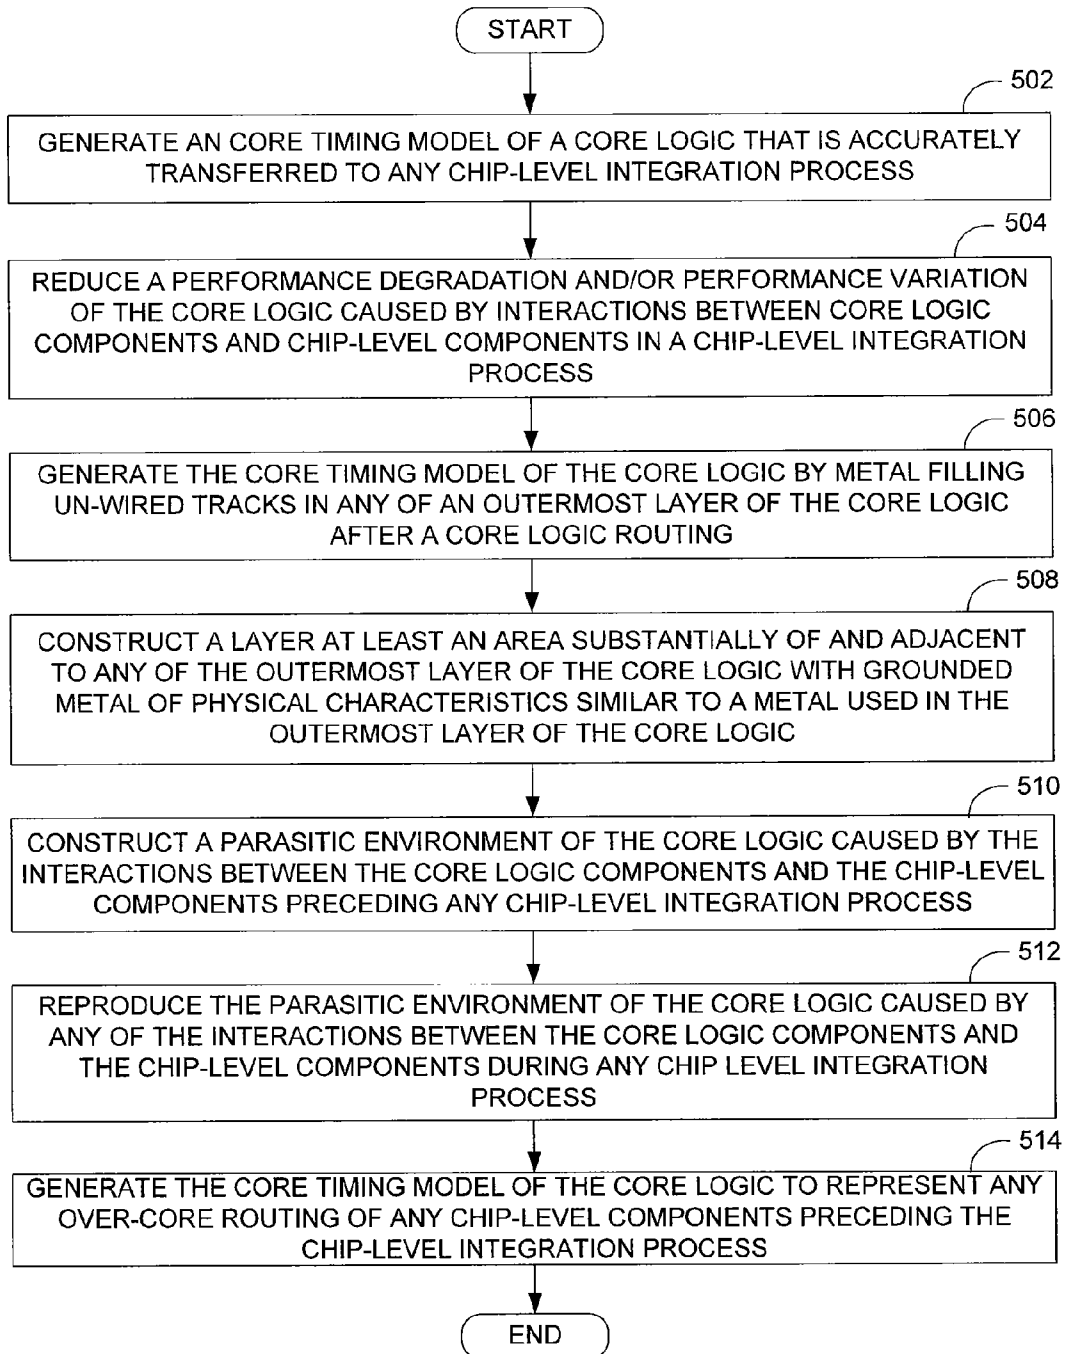 START
502
GENERATE AN CORE TIMING MODEL OF A CORE LOGIC THAT IS ACCURATELY
TRANSFERRED TO ANY CHIP-LEVEL INTEGRATION PROCESS
504
REDUCE A PERFORMANCE DEGRADATION AND/OR PERFORMANCE VARIATION
OF THE CORE LOGIC CAUSED BY INTERACTIONS BETWEEN CORE LOGIC
COMPONENTS AND CHIP-LEVEL COMPONENTS IN A CHIP-LEVEL INTEGRATION
PROCESS
506
GENERATE THE CORE TIMING MODEL OF THE CORE LOGIC BY METAL FILLING
UN-WIRED TRACKS IN ANY OF AN OUTERMOST LAYER OF THE CORE LOGIC
AFTER A CORE LOGIC ROUTING
508
CONSTRUCT A LAYER AT LEAST AN AREA SUBSTANTIALLY OF AND ADJACENT
TO ANY OF THE OUTERMOST LAYER OF THE CORE LOGIC WITH GROUNDED
METAL OF PHYSICAL CHARACTERISTICS SIMILAR TO A METAL USED IN THE
OUTERMOST LAYER OF THE CORE LOGIC
510
CONSTRUCT A PARASITIC ENVIRONMENT OF THE CORE LOGIC CAUSED BY THE
INTERACTIONS BETWEEN THE CORE LOGIC COMPONENTS AND THE CHIP-LEVEL
COMPONENTS PRECEDING ANY CHIP-LEVEL INTEGRATION PROCESS
512
REPRODUCE THE PARASITIC ENVIRONMENT OF THE CORE LOGIC CAUSED BY
ANY OF THE INTERACTIONS BETWEEN THE CORE LOGIC COMPONENTS AND
THE CHIP-LEVEL COMPONENTS DURING ANY CHIP LEVEL INTEGRATION
PROCESS
514
GENERATE THE CORE TIMING MODEL OF THE CORE LOGIC TO REPRESENT ANY
OVER-CORE ROUTING OF ANY CHIP-LEVEL COMPONENTS PRECEDING THE
CHIP-LEVEL INTEGRATION PROCESS
END